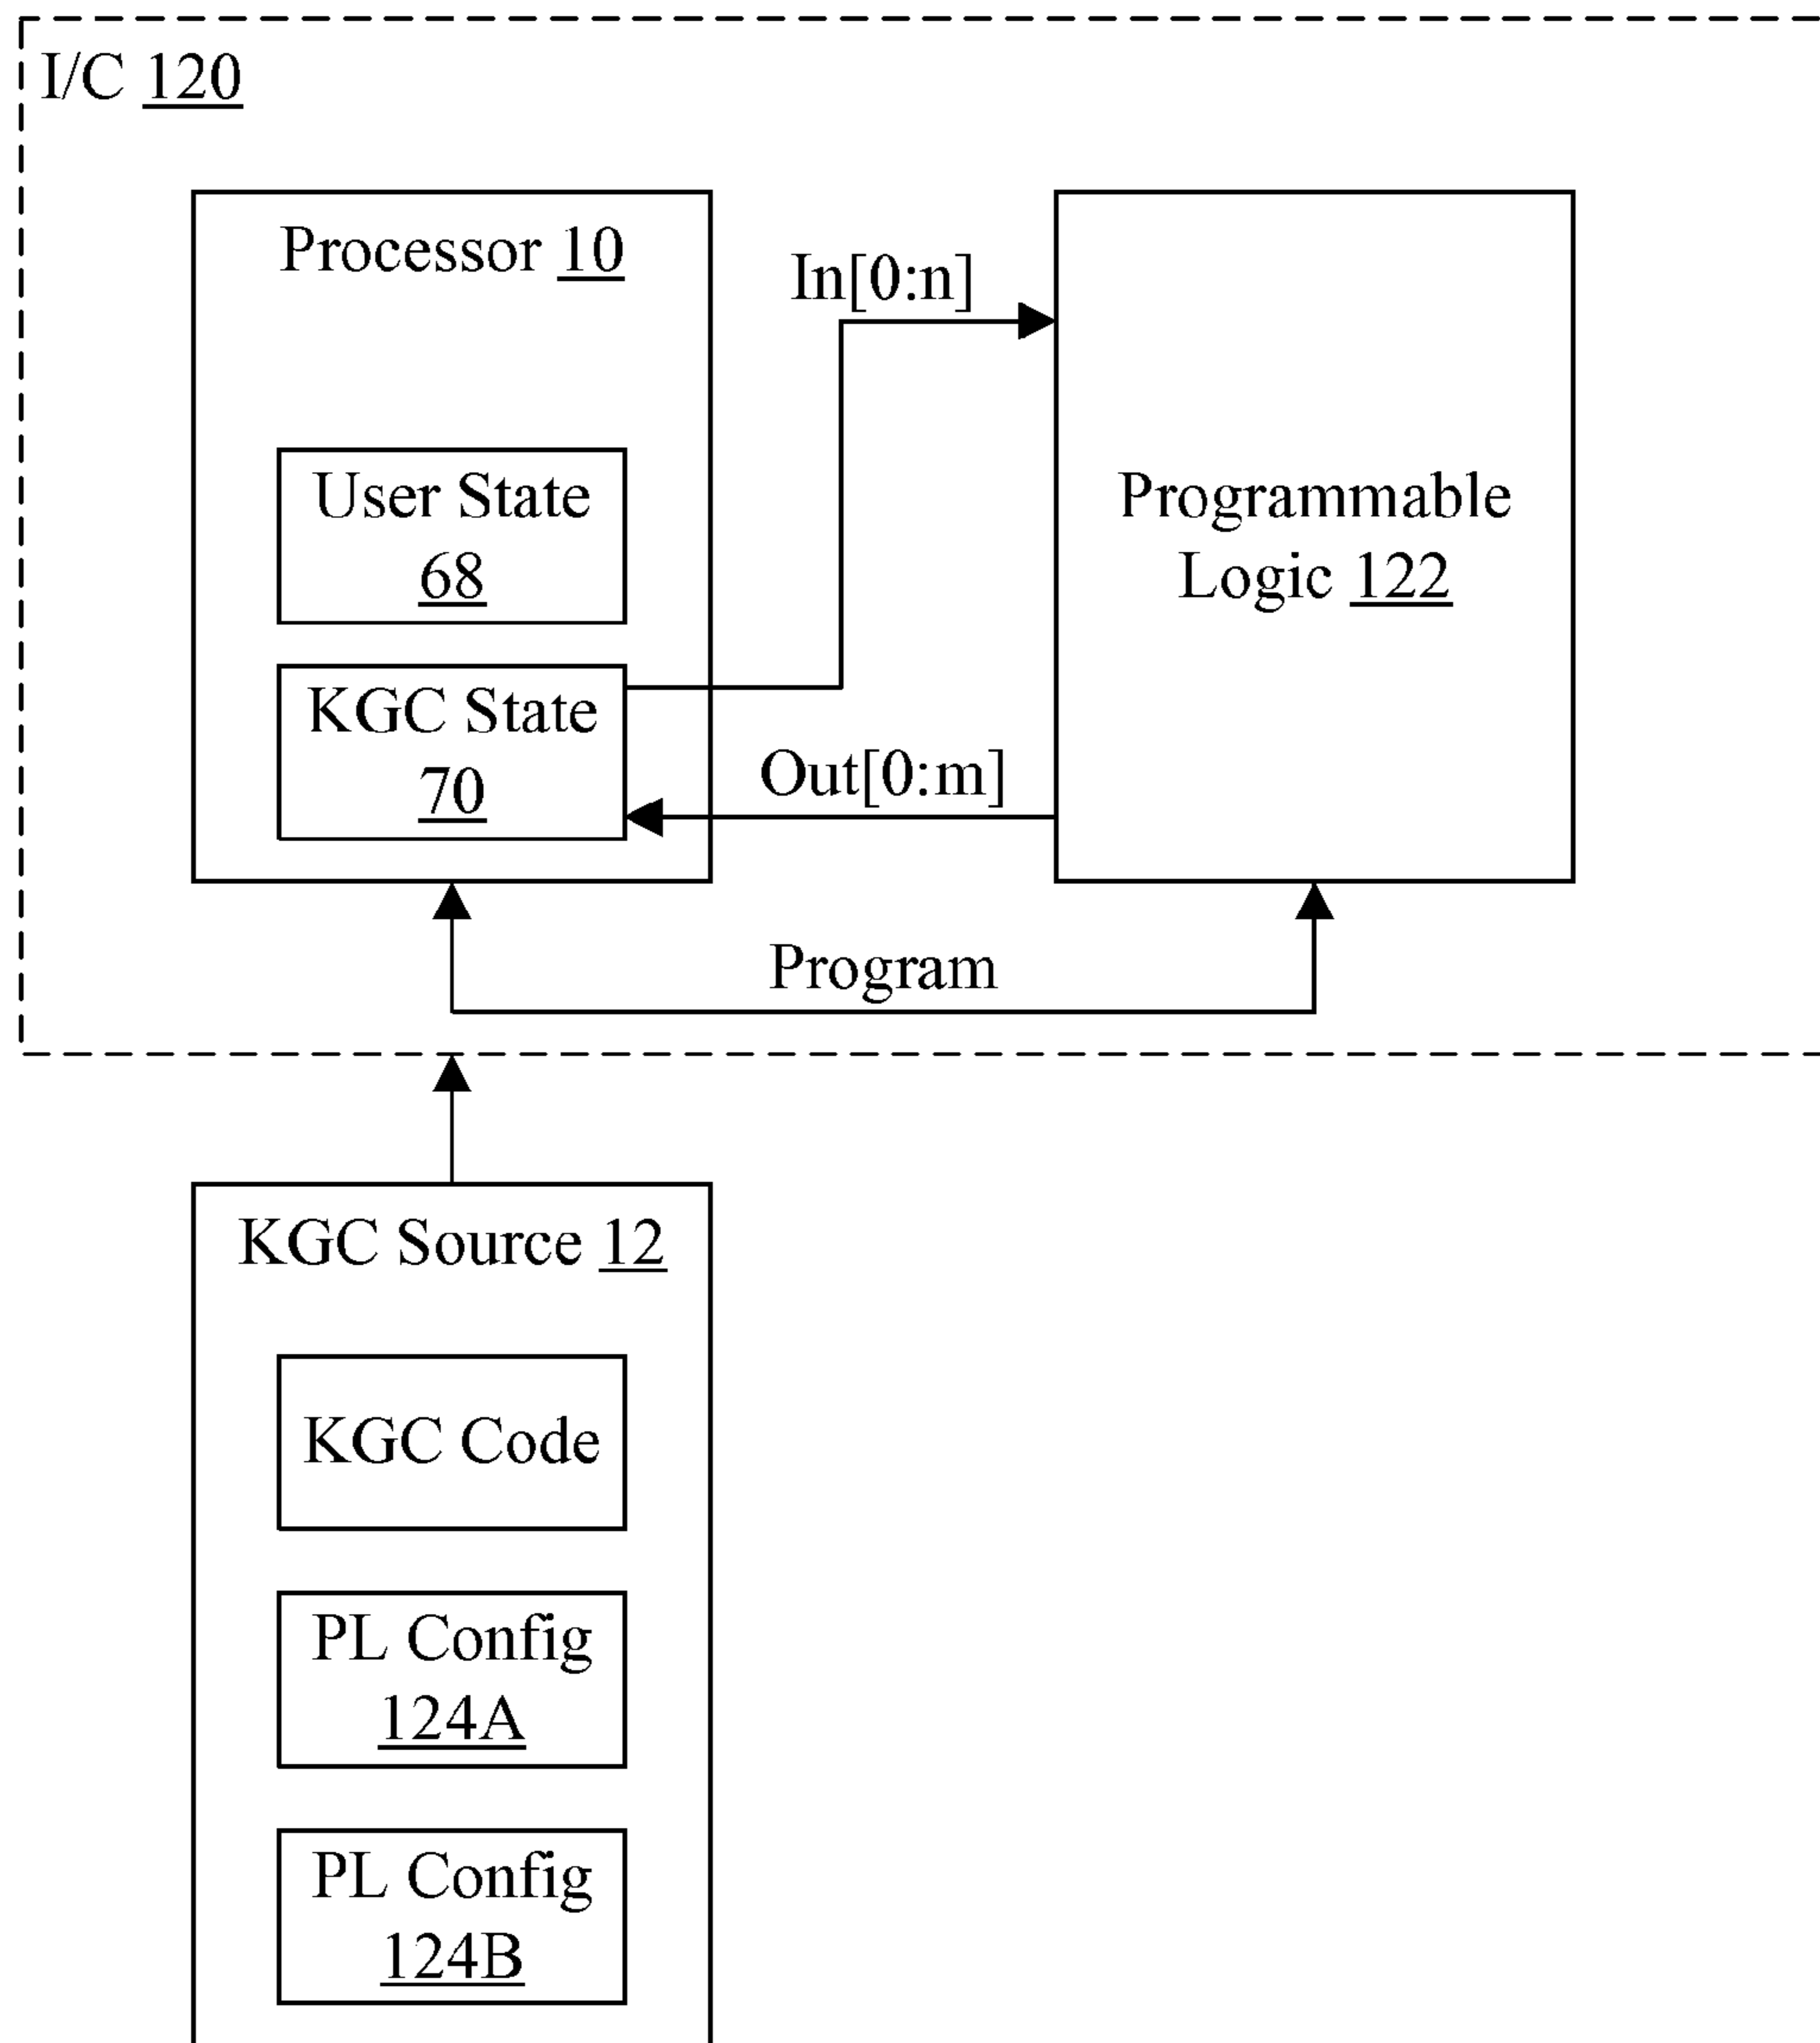 I/C 120
Processor 10
In[0:n]
User State
68
Programmable
Logic 122
KGC State
70
Out[0:m]
Program
KGC Source 12
KGC Code
PL Config
124A
PL Config
124B